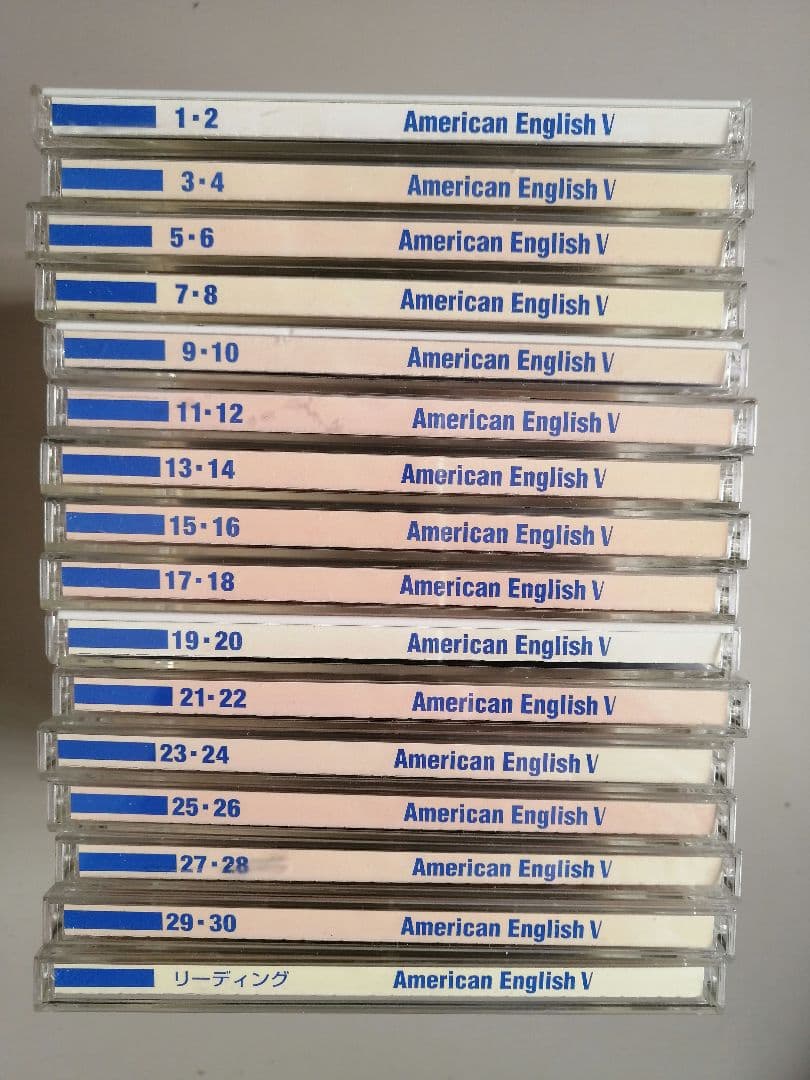 1・2 American English V
3・4 American English V
5・6 American English V
7・8 American English V
9・10 American English V
11・12 American English V
13・14 American English V
15・16 American English V
17・18 American English V
19・20 American English V
21・22 American English V
23・24 American English V
25・26 American English V
27・28 American English V
29・30 American English V
リーディング American English V